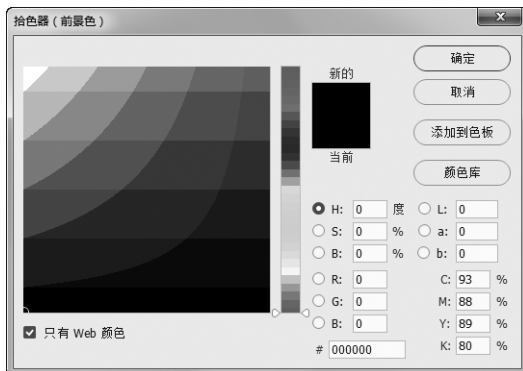 拾色器（前景色）
新的
当前
确定
取消
添加到色板
颜色库
H: 0 度
S: 0 %
B: 0 %
R: 0
G: 0
B: 0
# 000000
L: 0
a: 0
b: 0
C: 93 %
M: 88 %
Y: 89 %
K: 80 %
只有 Web 颜色